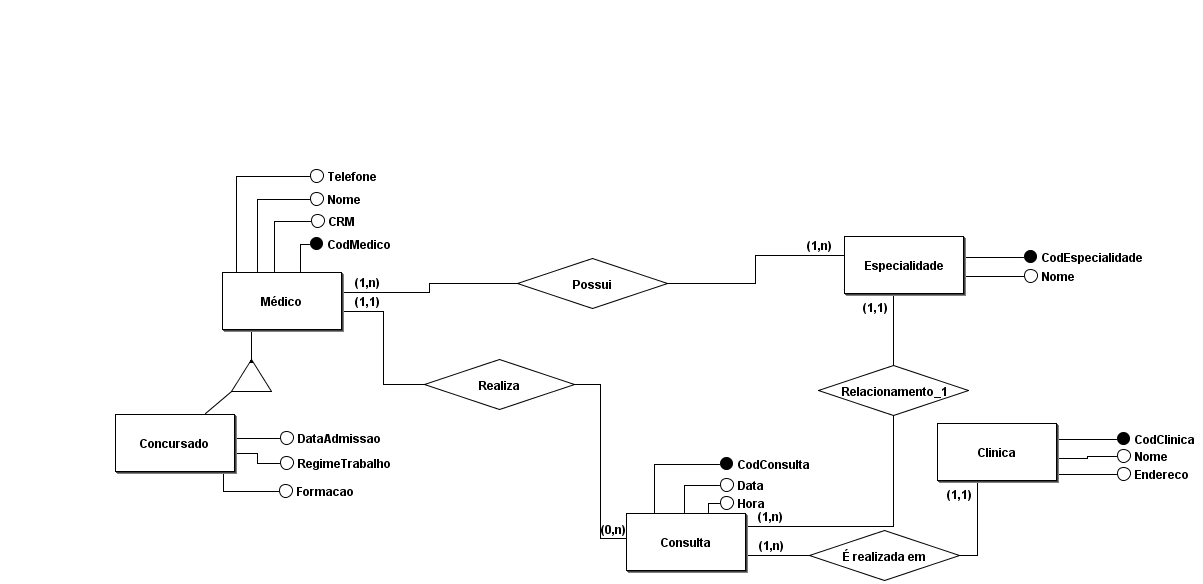 Telefone
Nome
CRM
CodMedico
Médico
(1,n)
(1,1)
Possui
(1,n)
Especialidade
CodEspecialidade
Nome
(1,1)
Realiza
Relacionamento_1
Concursado
DataAdmissao
RegimeTrabalho
Formacao
Clinica
CodClinica
Nome
Endereco
(1,1)
CodConsulta
Data
Hora
(1,n)
(0,n)
Consulta
(1,n)
É realizada em